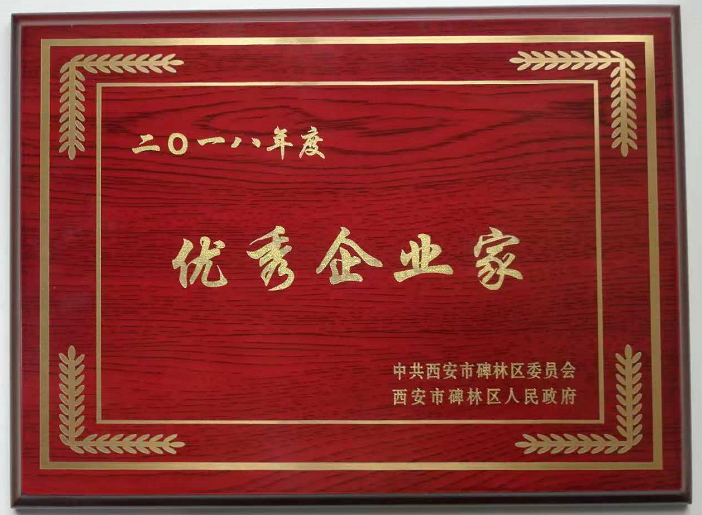 二〇一八年度
优秀企业家
中共西安市碑林区委员会
西安市碑林区人民政府